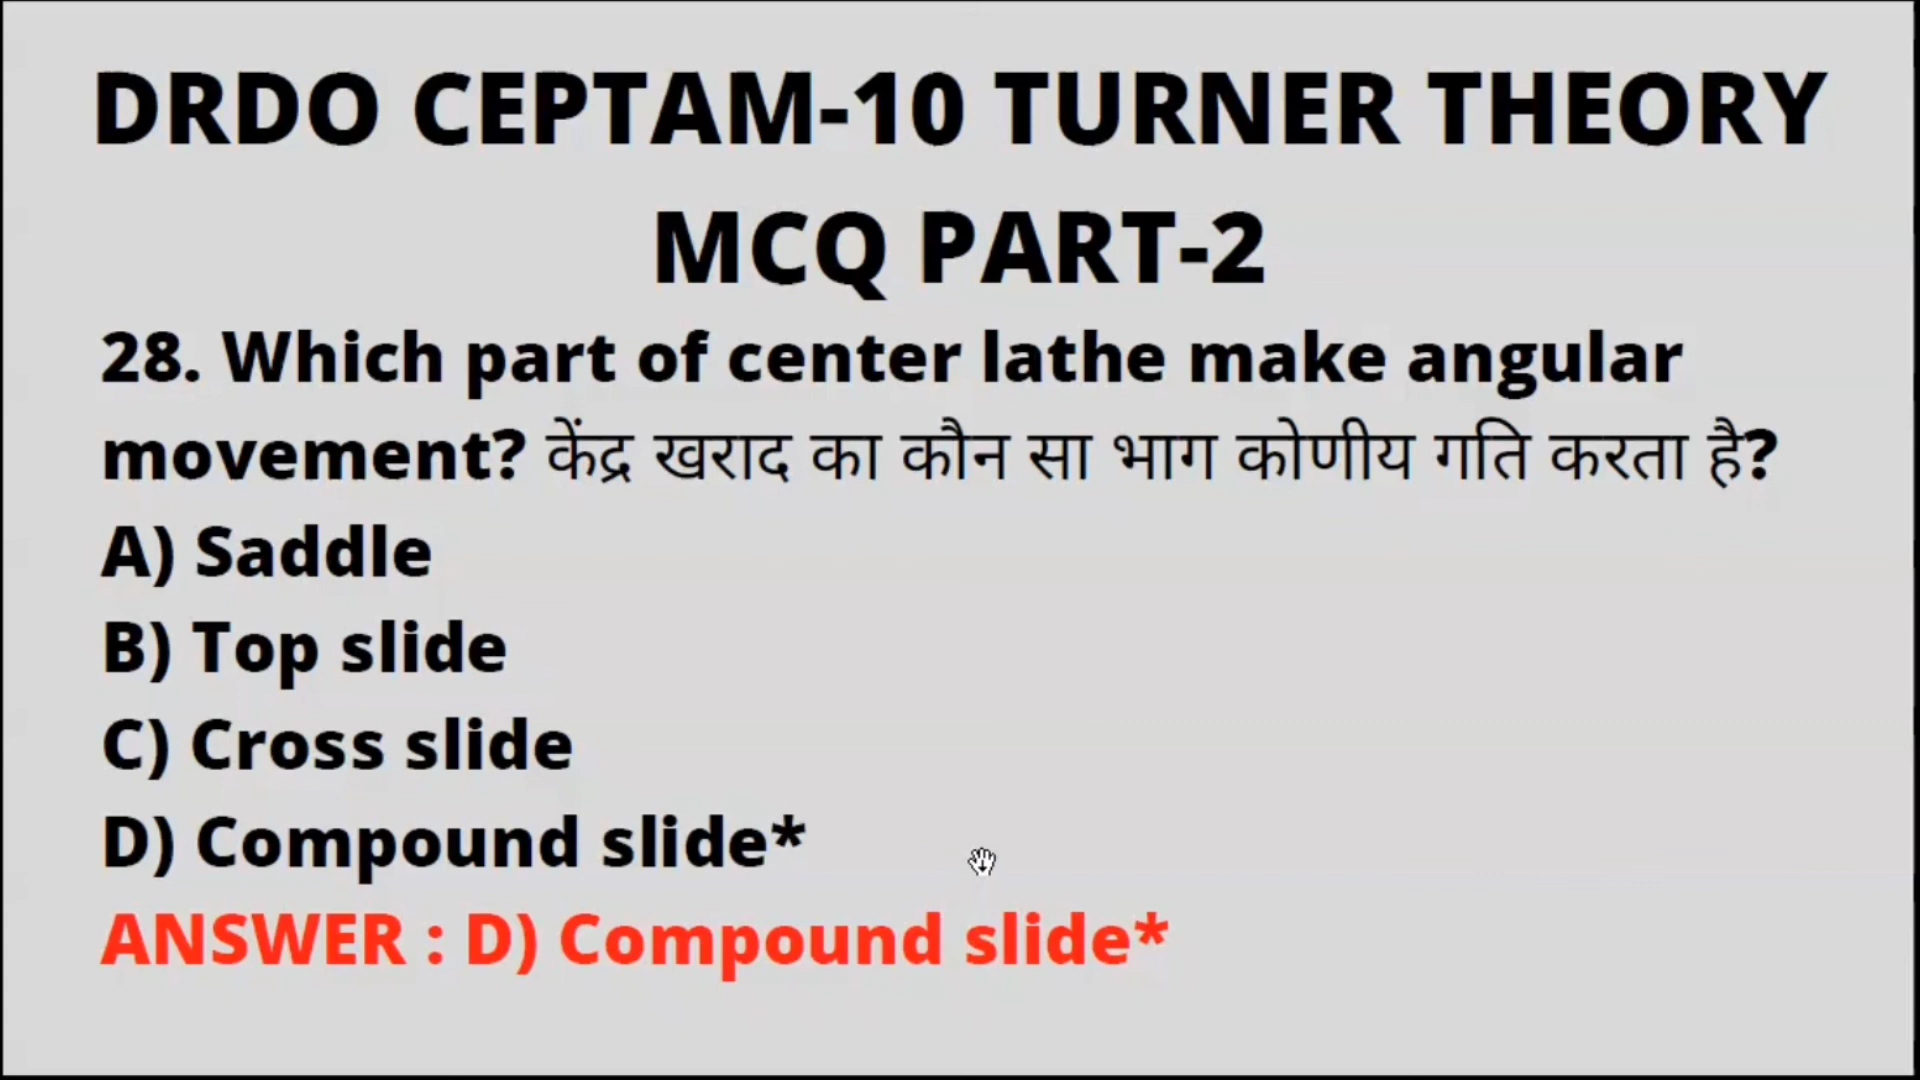 DRDO CEPTAM-10 TURNER THEORY
MCQ PART-2
28. Which part of center lathe make angular
movement? केंद्र खराद का कौन सा भाग कोणीय गति करता है?
A) Saddle
B) Top slide
C) Cross slide
D) Compound slide*
ANSWER : D) Compound slide*